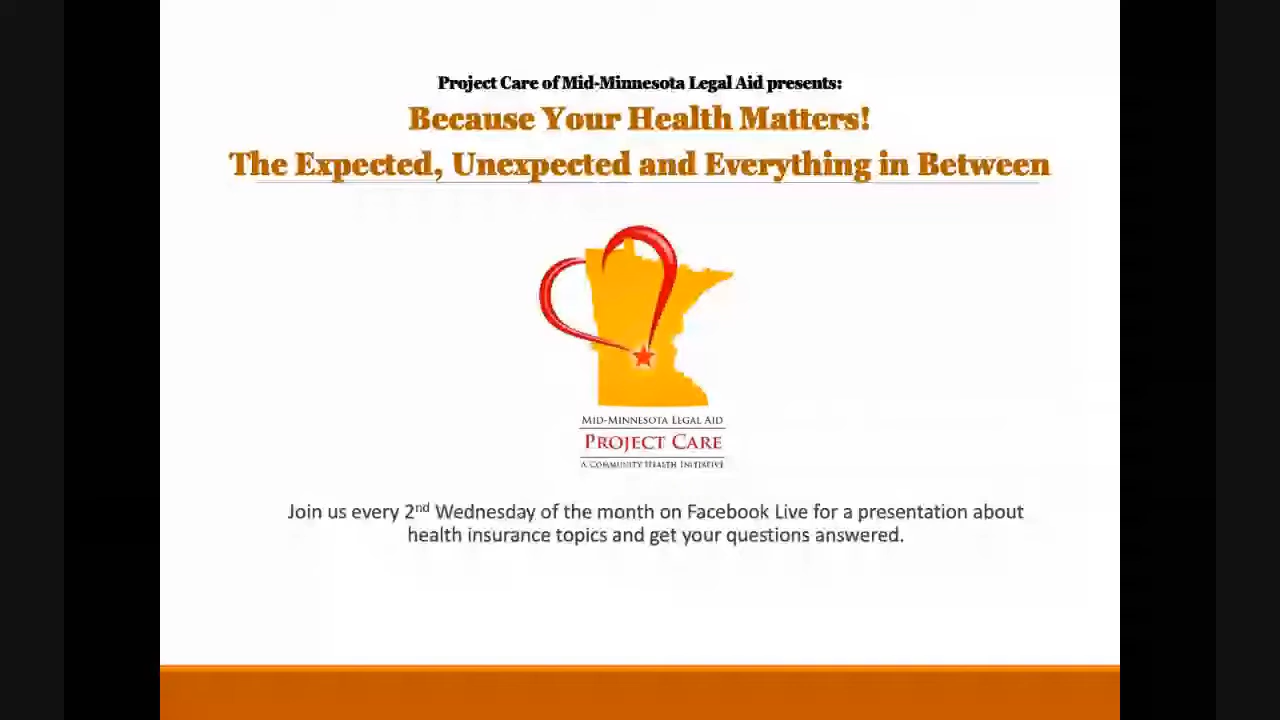 Project Care of Mid-Minnesota Legal Aid presents:
Because Your Health Matters!
The Expected, Unexpected and Everything in Between
Mid-Minnesota Legal Aid
Project Care
A Community Health Initiative
Join us every 2nd Wednesday of the month on Facebook Live for a presentation about
health insurance topics and get your questions answered.